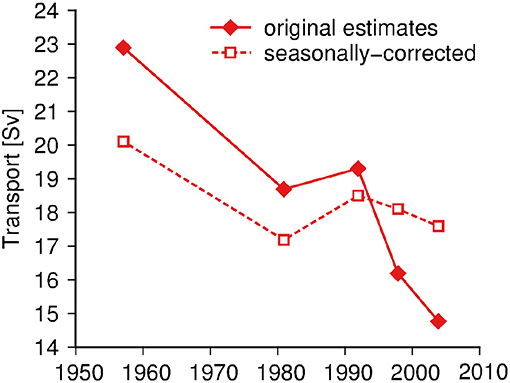 24
23
22
21
20
19
18
17
16
15
14
Transport [Sv]
original estimates
seasonally−corrected
1950 1960 1970 1980 1990 2000 2010